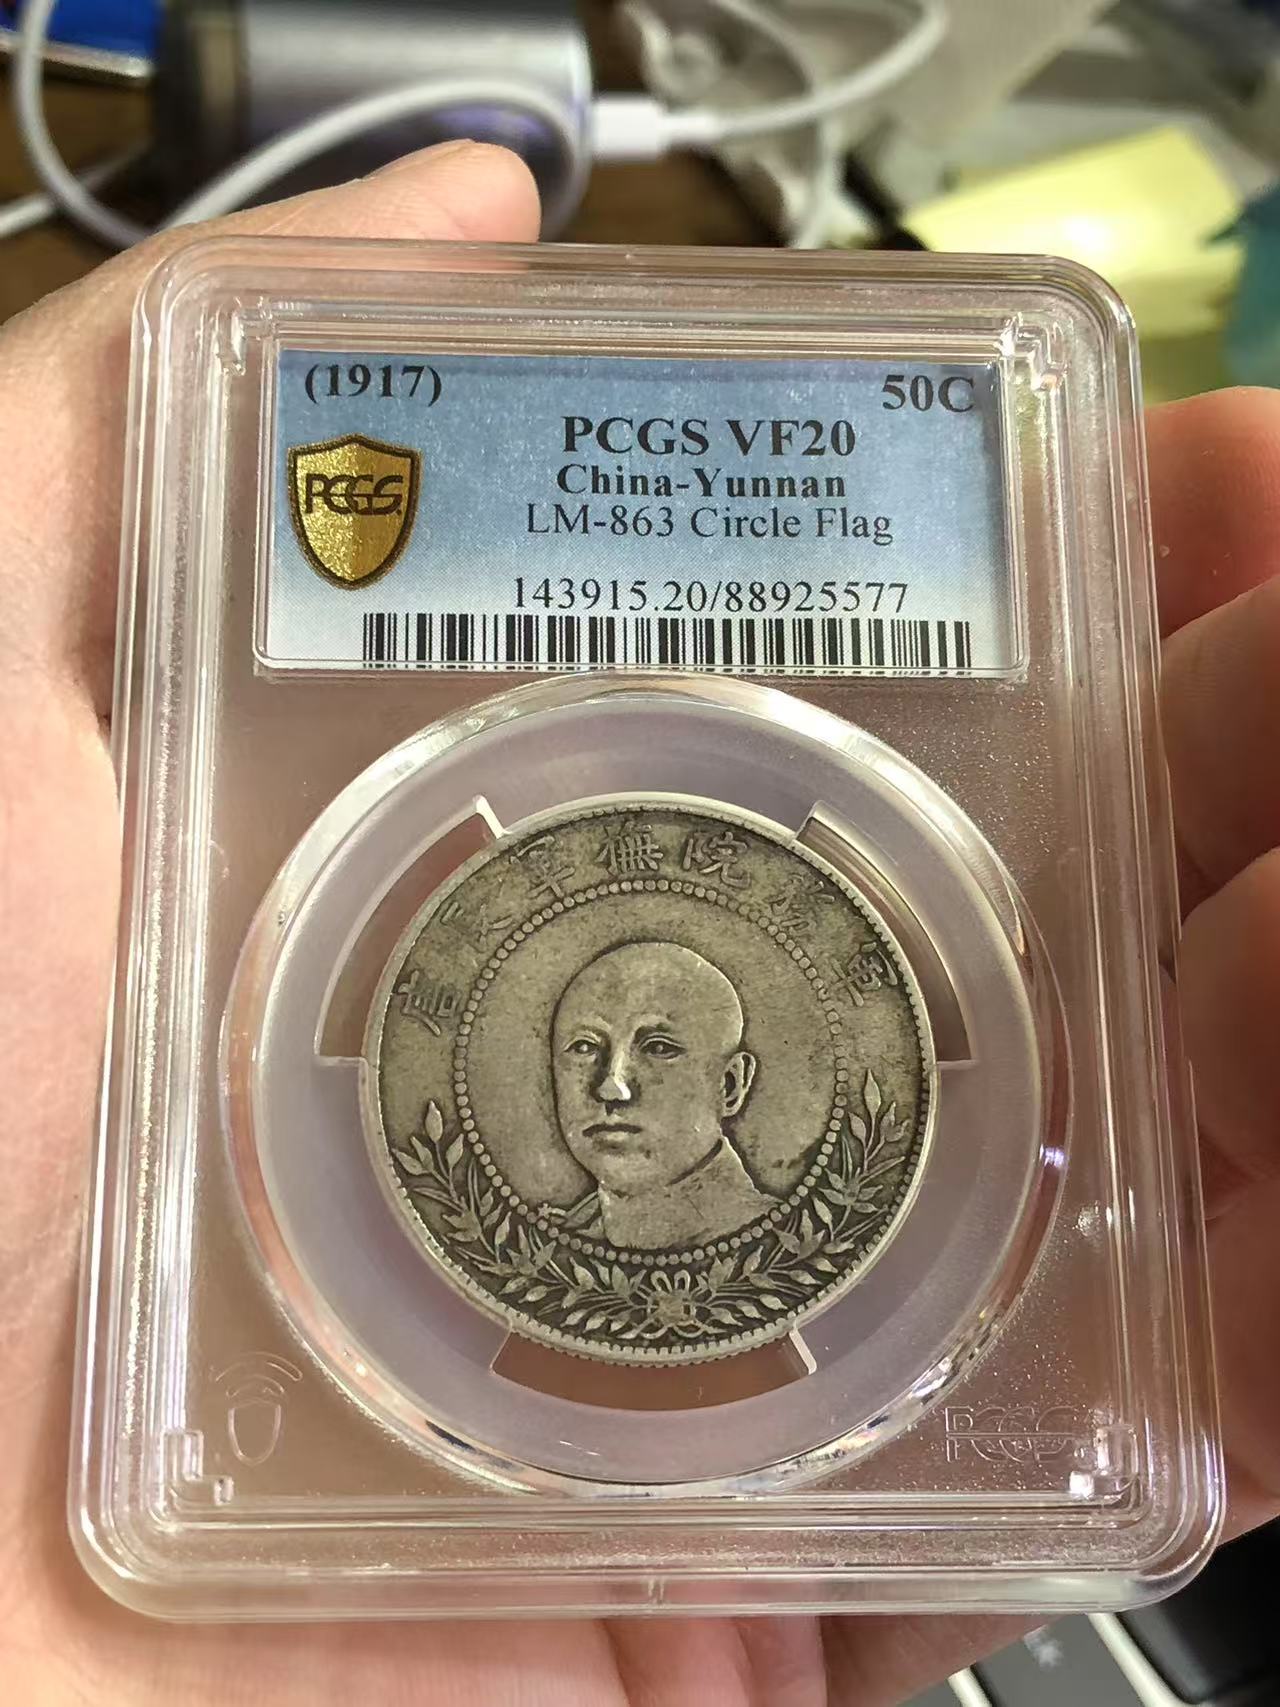 (1917) 50C
PCGS VF20
PCGS
China-Yunnan
LM-863 Circle Flag
143915.20/88925577
軍務院撫軍長唐
PCGS